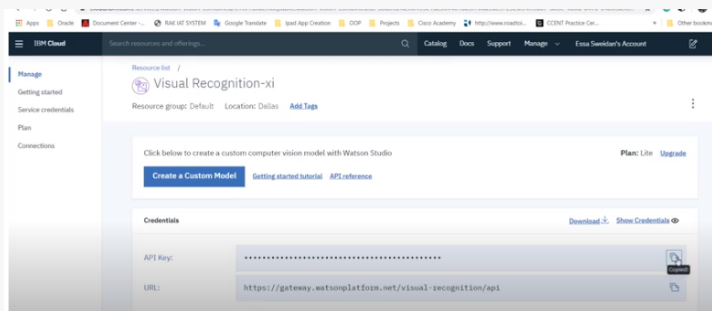 Apps Oracle Document Center -... RAK IAT SYSTEM Google Translate Ipad App Creation OOP Projects Cisco Academy http://www.roadtoi... CCENT Practice Cer... » Other bookm
IBM Cloud Search resources and offerings... Catalog Docs Support Manage Essa Sweidan's Account
Resource list /
Manage
Visual Recognition-xi
Getting started
Resource group: Default Location: Dallas Add Tags
Service credentials
Plan
Connections
Click below to create a custom computer vision model with Watson Studio Plan: Lite Upgrade
Create a Custom Model Getting started tutorial API reference
Credentials Download Show Credentials
API Key: ••••••••••••••••••••••••••••••••••••••••••••
Copied!
URL: https://gateway.watsonplatform.net/visual-recognition/api